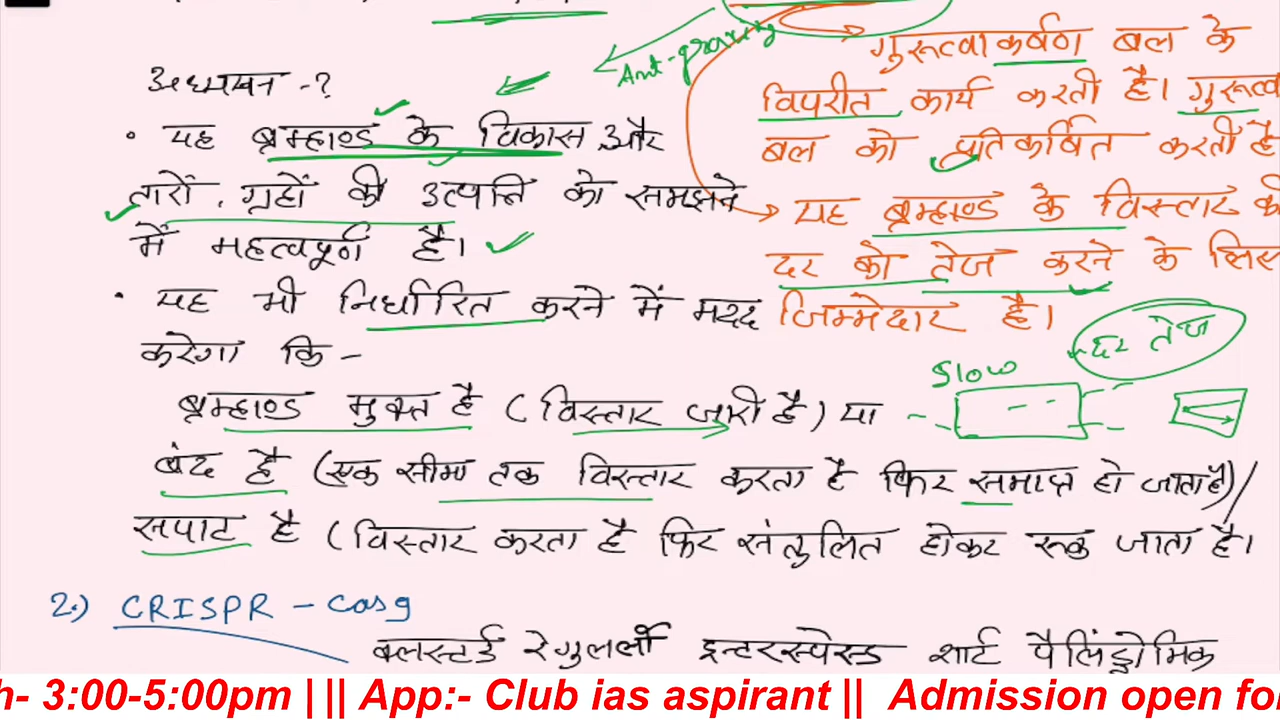 Anti-gravity
गुरुत्वाकर्षण बल के
विपरीत कार्य करती है। गुरुत्व
बल को प्रतिकर्षित करती है
→ यह ब्रम्हाण्ड के विस्तार की
दर को तेज करने के लिए
जिम्मेदार है।
अध्ययन -?
• यह ब्रम्हाण्ड के विकास और
तारों, ग्रहों की उत्पत्ति को समझने
में महत्वपूर्ण है।
• यह भी निर्धारित करने में मदद
करेगा कि -
Slow
दर तेज
ब्रम्हाण्ड मुक्त है (विस्तार जारी है) या
बंद है (एक सीमा तक विस्तार करता है फिर समाप्त हो जाता है)/
सपाट है (विस्तार करता है फिर संतुलित होकर रूक जाता है।
2.) CRISPR - Cas9
क्लस्टर्ड रेगुलर्ली इन्टरस्पेस्ड शार्ट पैलिंड्रोमिक
h- 3:00-5:00pm | || App:- Club ias aspirant || Admission open fo